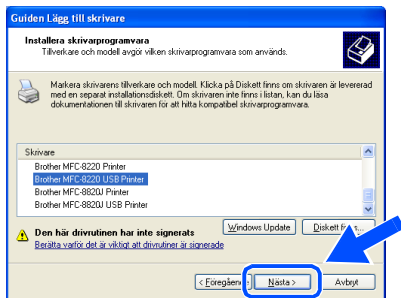 Guiden Lägg till skrivare
Installera skrivarprogramvara
Tillverkare och modell avgör vilken skrivarprogramvara som används.
Markera skrivarens tillverkare och modell. Klicka på Diskett finns om skrivaren är levererad
med en separat installationsdiskett. Om skrivaren inte finns i listan, kan du läsa
dokumentationen till skrivaren för att hitta kompatibel skrivarprogramvara.
Skrivare
Brother MFC-8220 Printer
Brother MFC-8220 USB Printer
Brother MFC-8820J Printer
Brother MFC-8820J USB Printer
Den här drivrutinen har inte signerats
Berätta varför det är viktigt att drivrutiner är signerade
Windows Update
Diskett
< Föregående
Nästa >
Avbryt